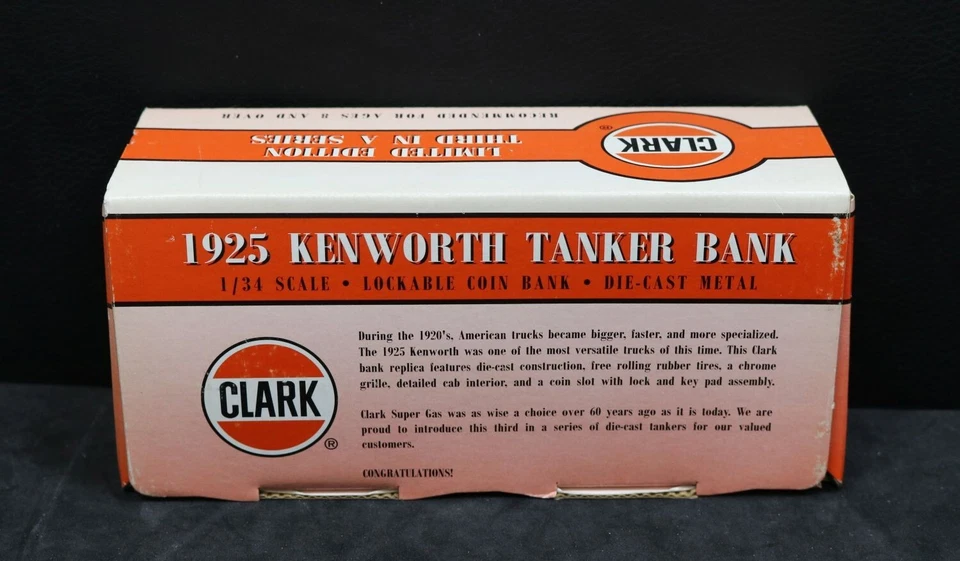 RECOMMENDED FOR AGES 8 AND OVER
LIMITED EDITION
THIRD IN A SERIES
CLARK
®
1925 KENWORTH TANKER BANK
1/34 SCALE • LOCKABLE COIN BANK • DIE-CAST METAL
CLARK
®
During the 1920's, American trucks became bigger, faster, and more specialized.
The 1925 Kenworth was one of the most versatile trucks of this time. This Clark
bank replica features die-cast construction, free rolling rubber tires, a chrome
grille, detailed cab interior, and a coin slot with lock and key pad assembly.
Clark Super Gas was as wise a choice over 60 years ago as it is today. We are
proud to introduce this third in a series of die-cast tankers for our valued
customers.
CONGRATULATIONS!